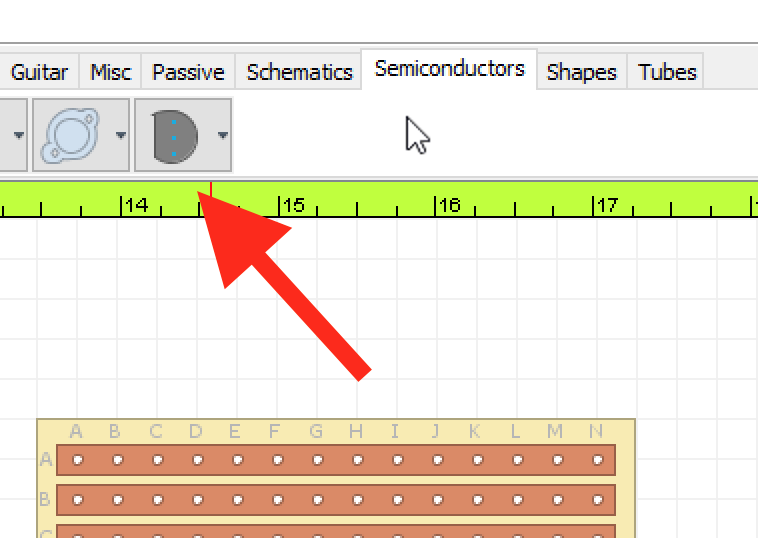 Guitar Misc Passive Schematics Semiconductors Shapes Tubes
14 15 16 17
A B C D E F G H I J K L M N
A
B
C